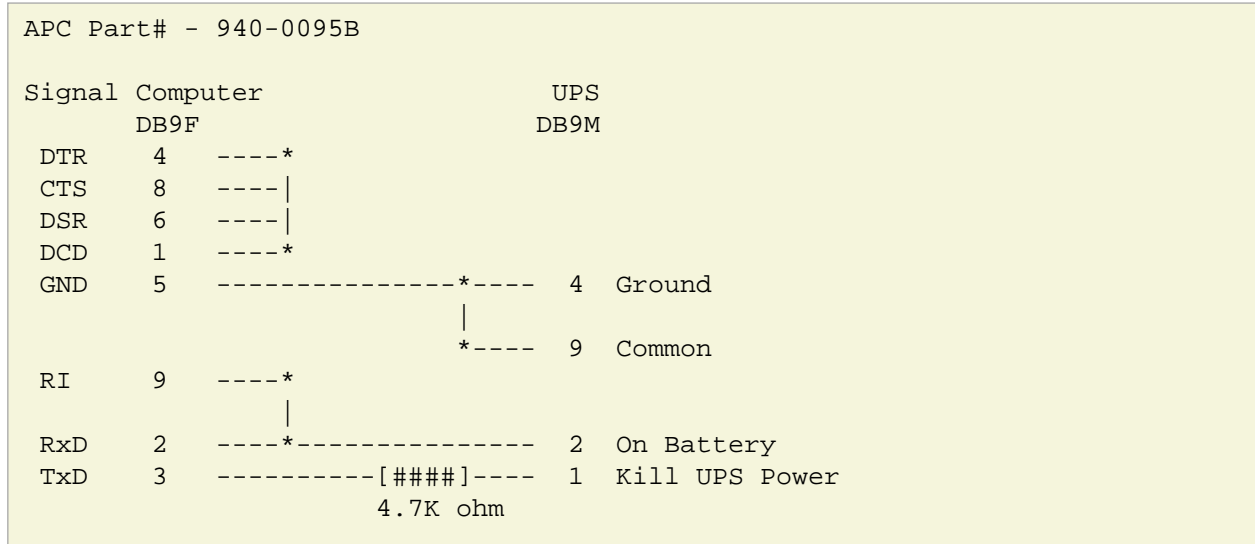 APC Part# - 940-0095B
Signal Computer                  UPS
       DB9F                     DB9M
 DTR    4   ----*
 CTS    8   ----|
 DSR    6   ----|
 DCD    1   ----*
 GND    5   ---------------*----  4  Ground
                           |
                           *----  9  Common
 RI     9   ----*
                |
 RxD    2   ----*---------------  2  On Battery
 TxD    3   ----------[####]----  1  Kill UPS Power
                      4.7K ohm